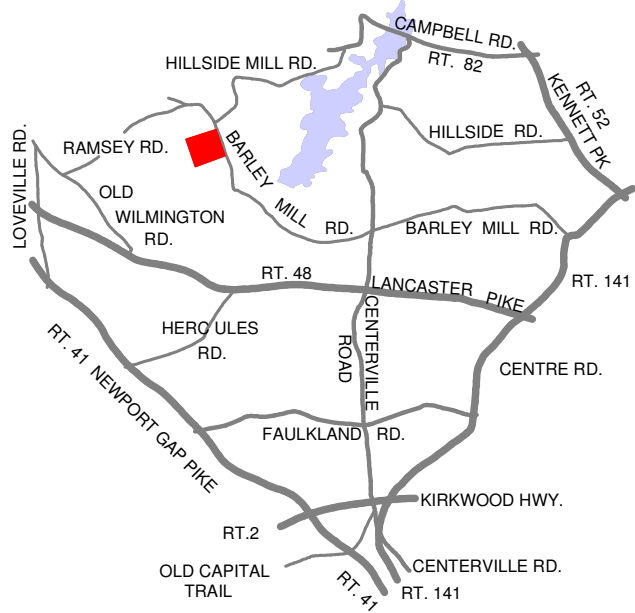 CAMPBELL RD.
RT. 82
HILLSIDE MILL RD.
RT. 52
KENNETT PK
HILLSIDE RD.
RAMSEY RD.
BARLEY
MILL
RD.
LOVEVILLE RD.
OLD
WILMINGTON
RD.
BARLEY MILL RD.
RT. 48
LANCASTER PIKE
RT. 141
HERCULES
RD.
CENTERVILLE
ROAD
CENTRE RD.
RT. 41 NEWPORT GAP PIKE
FAULKLAND RD.
KIRKWOOD HWY.
RT.2
OLD CAPITAL
TRAIL
RT. 41
CENTERVILLE RD.
RT. 141